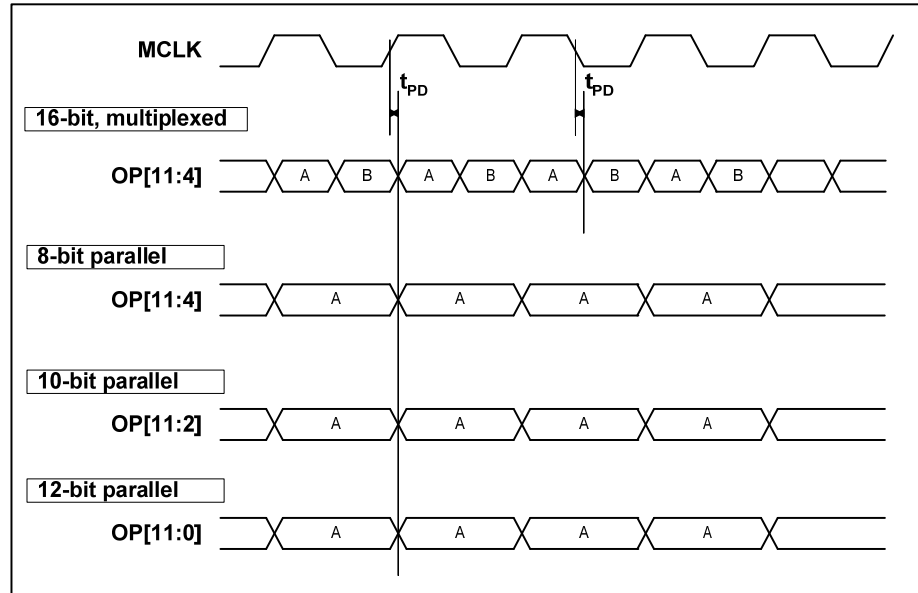 MCLK
tPD tPD
16-bit, multiplexed
OP[11:4] A B A B A B A B
8-bit parallel
OP[11:4] A A A A
10-bit parallel
OP[11:2] A A A A
12-bit parallel
OP[11:0] A A A A